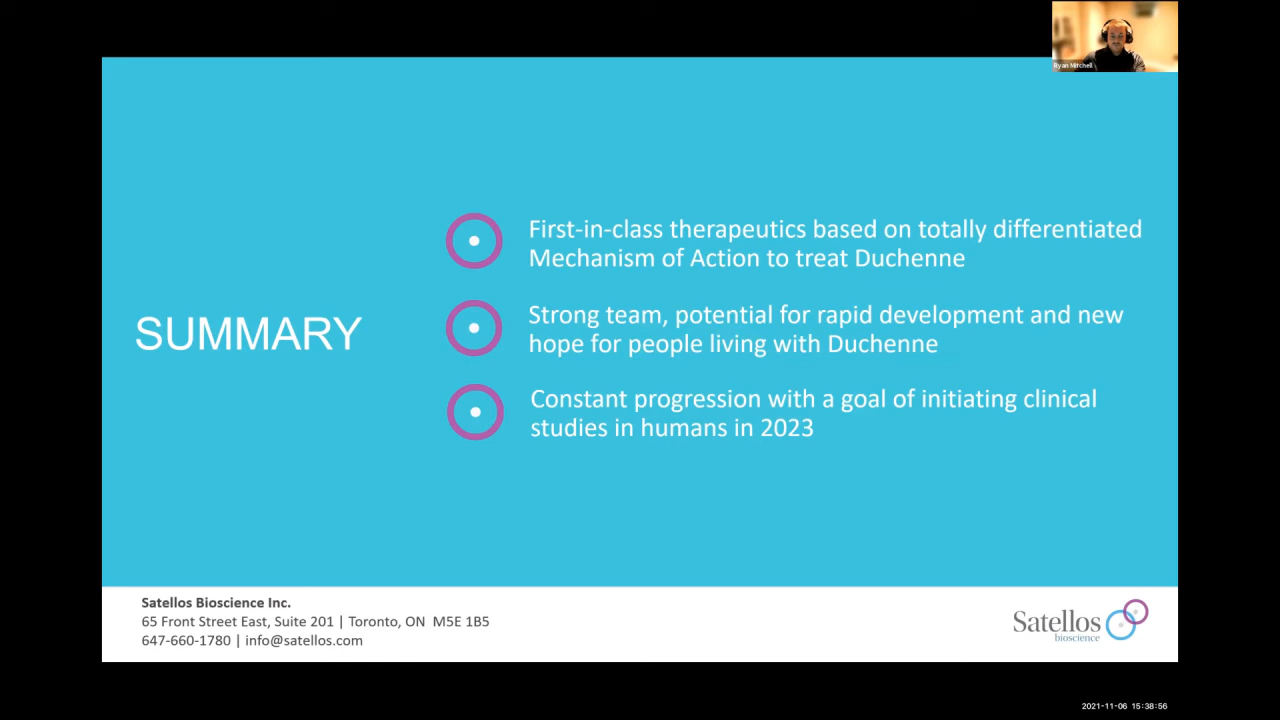 Ryan Mitchell
SUMMARY
First-in-class therapeutics based on totally differentiated
Mechanism of Action to treat Duchenne
Strong team, potential for rapid development and new
hope for people living with Duchenne
Constant progression with a goal of initiating clinical
studies in humans in 2023
Satellos Bioscience Inc.
65 Front Street East, Suite 201 | Toronto, ON  M5E 1B5
647-660-1780 | info@satellos.com
Satellos
bioscience
2021-11-06 15:38:56